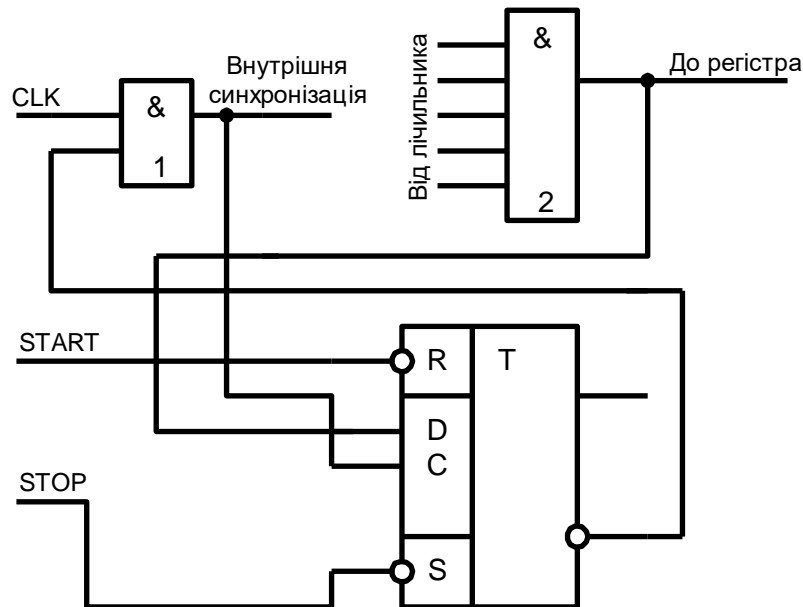 &
Від лічильника
До регістра
2
Внутрішня
синхронізація
CLK
&
1
START
R
T
D
C
STOP
S